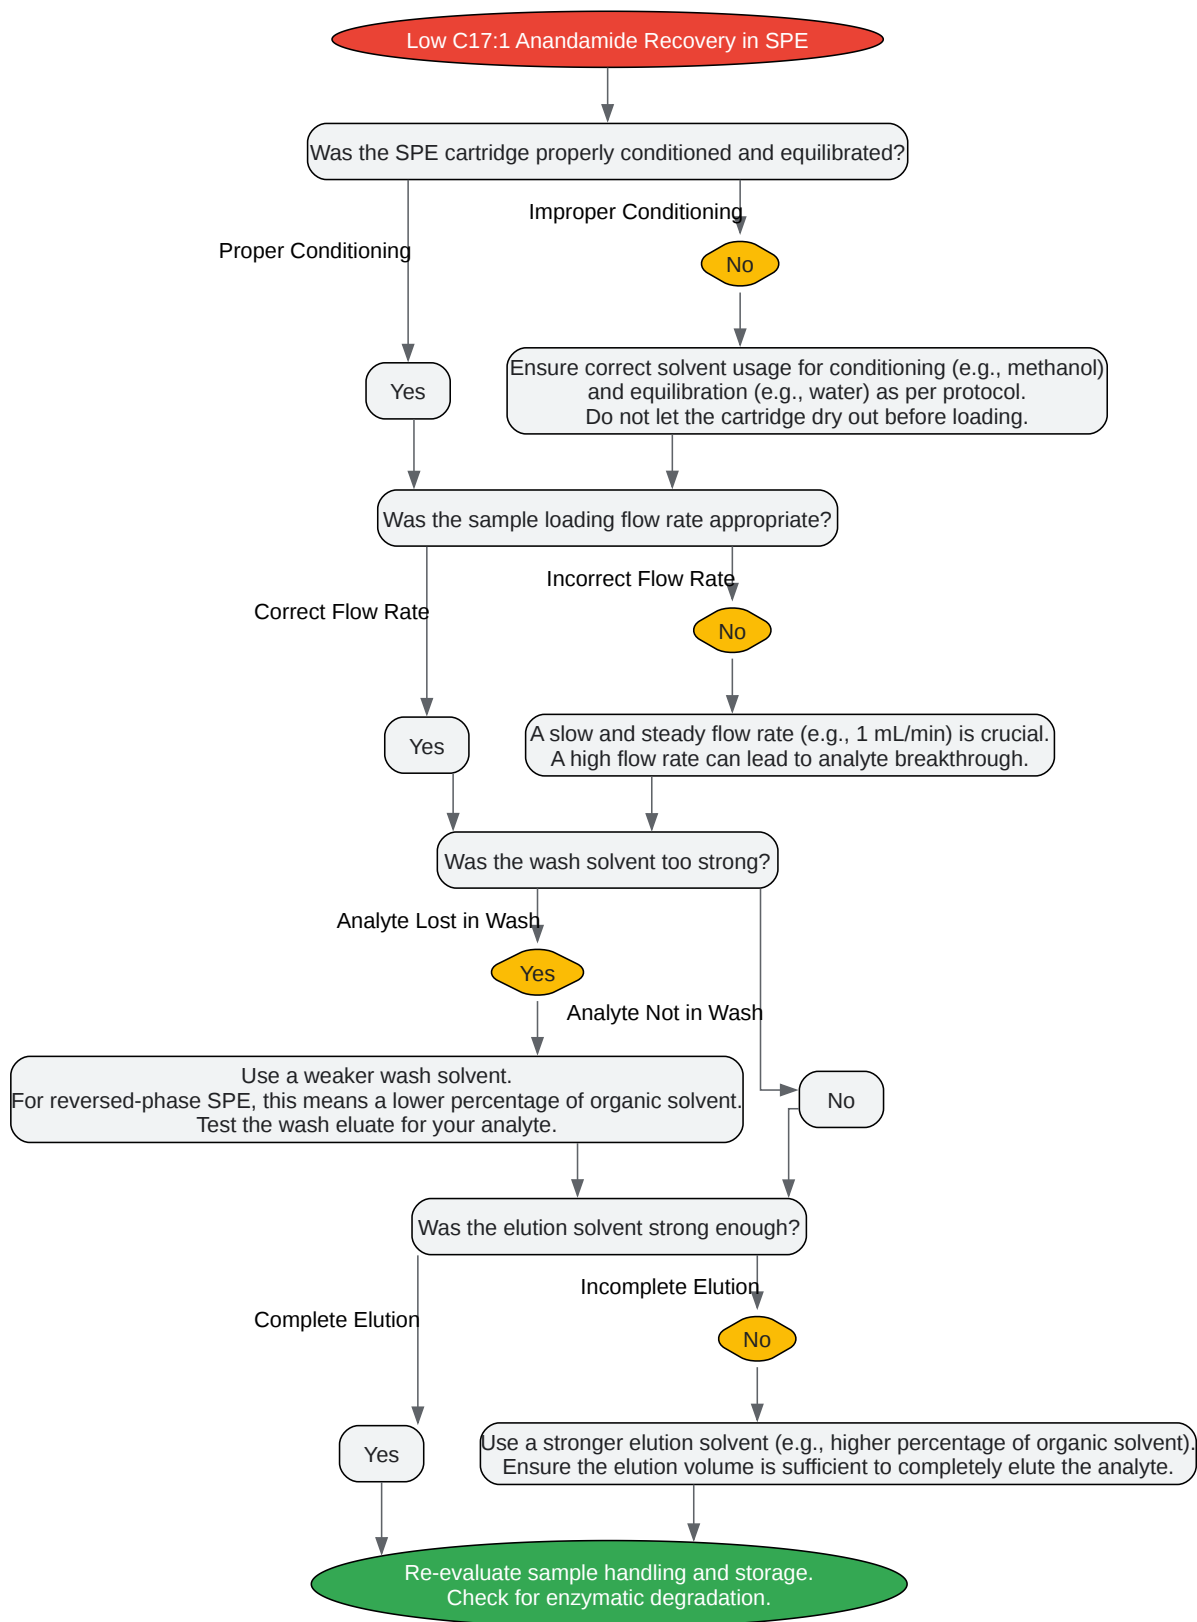 Low C17:1 Anandamide Recovery in SPE
Was the SPE cartridge properly conditioned and equilibrated?
Improper Conditioning
Proper Conditioning
No
Yes
Ensure correct solvent usage for conditioning (e.g., methanol)
and equilibration (e.g., water) as per protocol.
Do not let the cartridge dry out before loading.
Was the sample loading flow rate appropriate?
Incorrect Flow Rate
Correct Flow Rate
No
Yes
A slow and steady flow rate (e.g., 1 mL/min) is crucial.
A high flow rate can lead to analyte breakthrough.
Was the wash solvent too strong?
Analyte Lost in Wash
Yes
Analyte Not in Wash
Use a weaker wash solvent.
For reversed-phase SPE, this means a lower percentage of organic solvent.
Test the wash eluate for your analyte.
No
Was the elution solvent strong enough?
Incomplete Elution
Complete Elution
No
Yes
Use a stronger elution solvent (e.g., higher percentage of organic solvent).
Ensure the elution volume is sufficient to completely elute the analyte.
Re-evaluate sample handling and storage.
Check for enzymatic degradation.